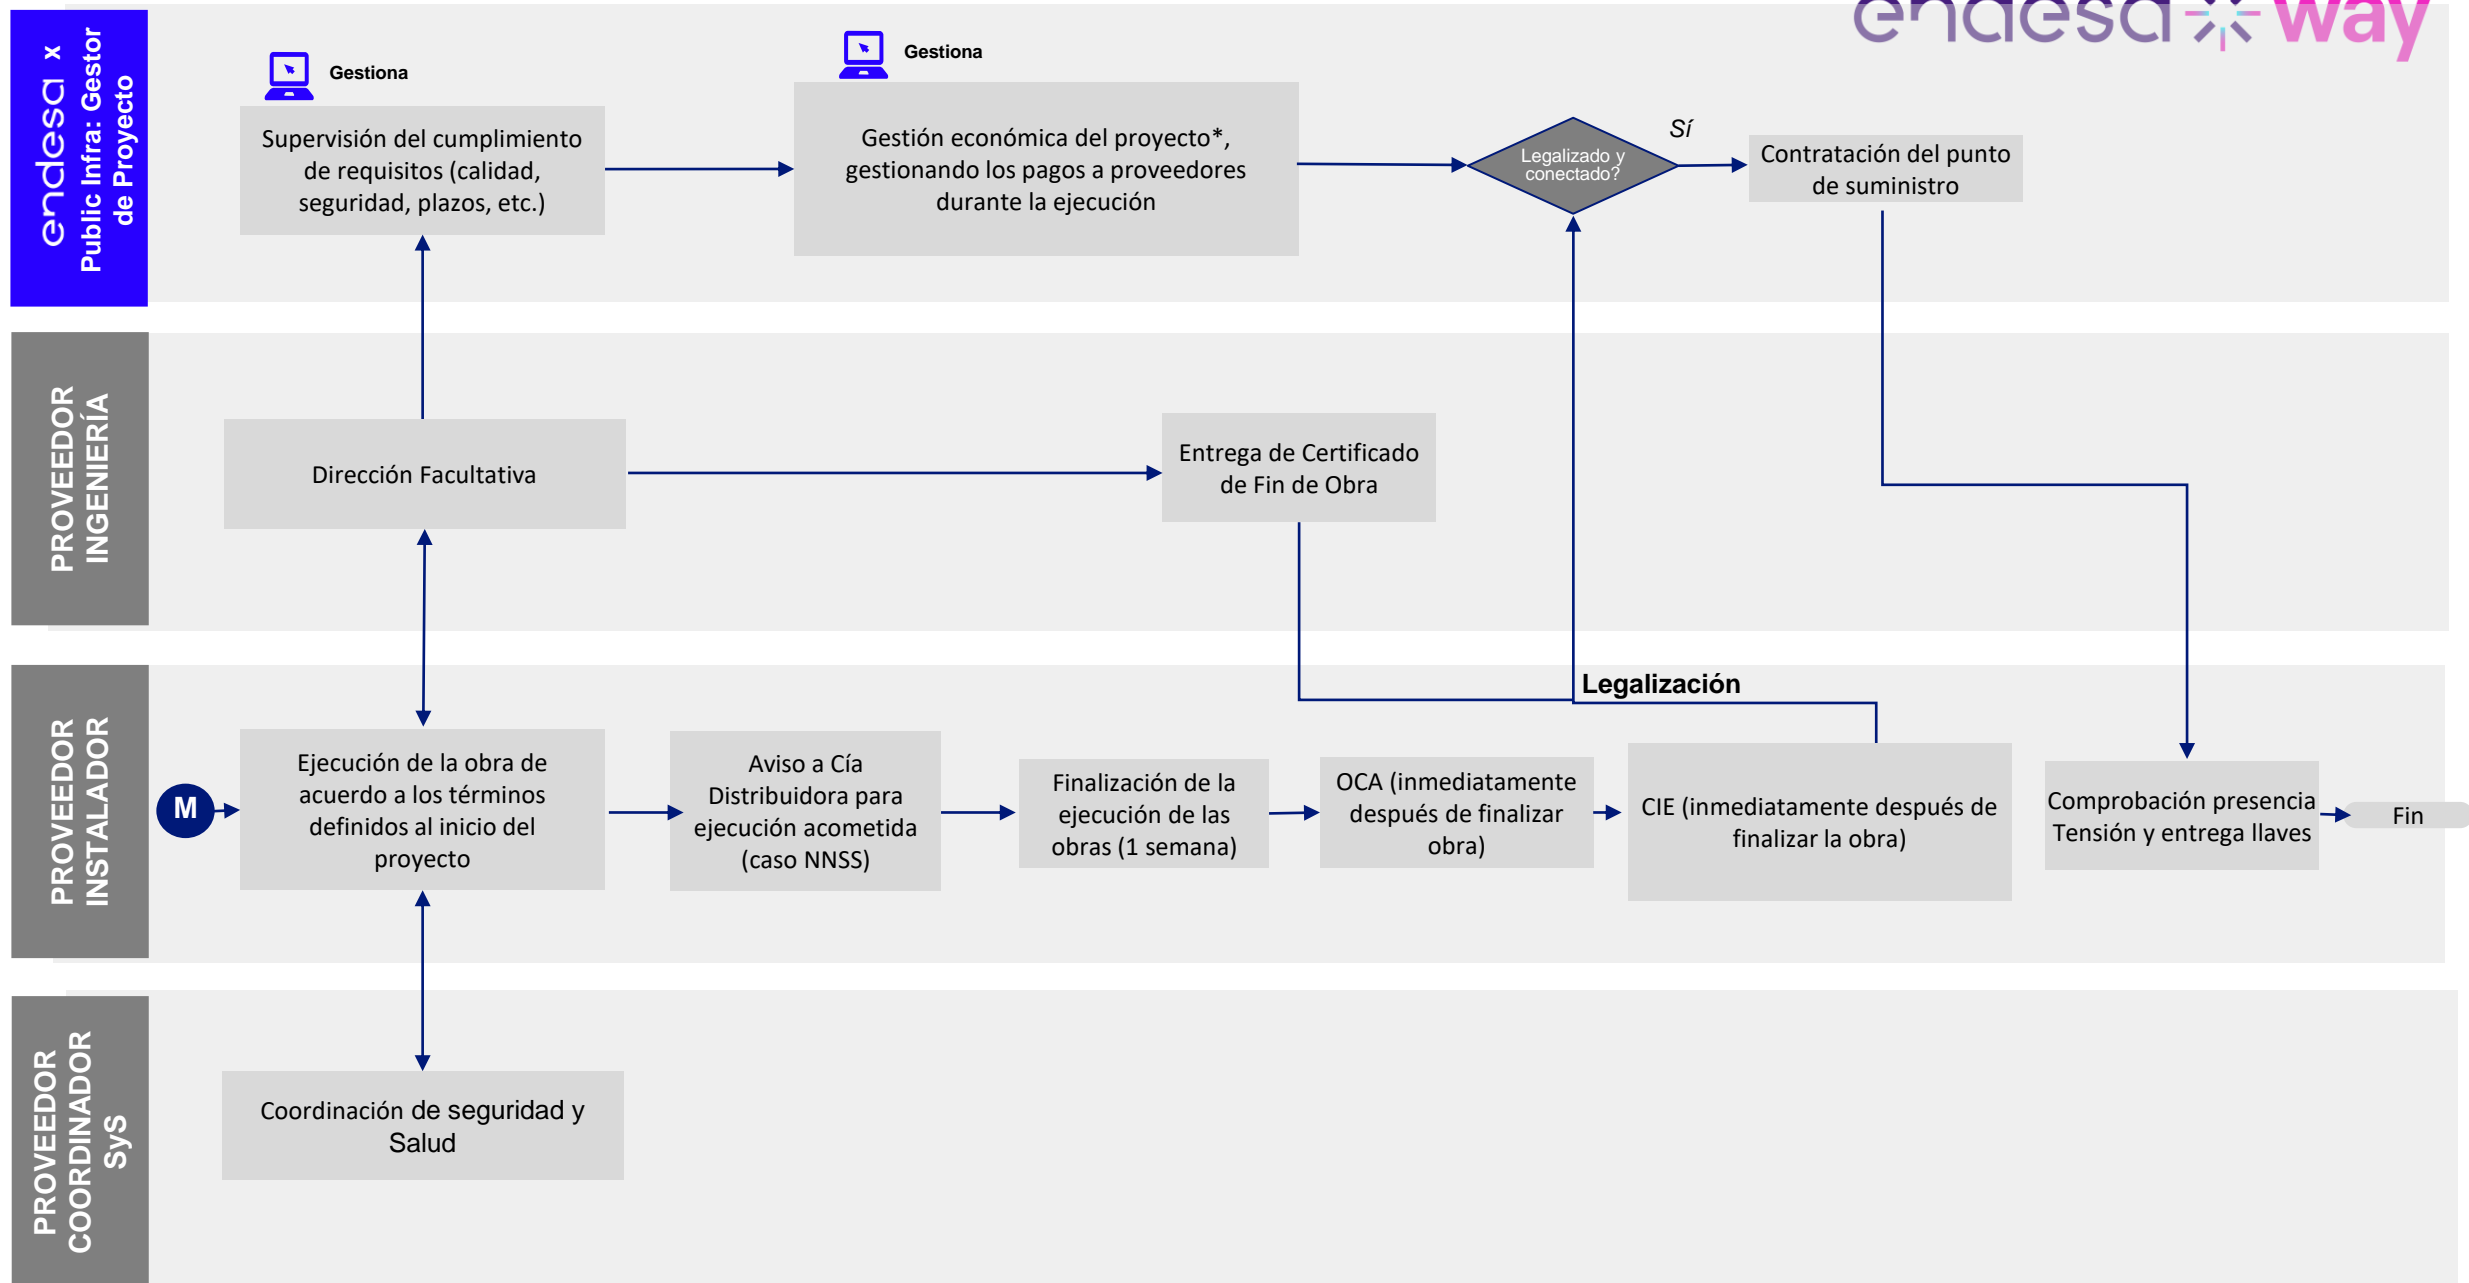 endesa way
endesa x
Public Infra: Gestor
de Proyecto
Gestiona
Supervisión del cumplimiento
de requisitos (calidad,
seguridad, plazos, etc.)
Gestiona
Gestión económica del proyecto*,
gestionando los pagos a proveedores
durante la ejecución
Legalizado y
conectado?
Sí
Contratación del punto
de suministro
PROVEEDOR
INGENIERÍA
Dirección Facultativa
Entrega de Certificado
de Fin de Obra
Legalización
PROVEEDOR
INSTALADOR
M
Ejecución de la obra de
acuerdo a los términos
definidos al inicio del
proyecto
Aviso a Cía
Distribuidora para
ejecución acometida
(caso NNSS)
Finalización de la
ejecución de las
obras (1 semana)
OCA (inmediatamente
después de finalizar
obra)
CIE (inmediatamente después de
finalizar la obra)
Comprobación presencia
Tensión y entrega llaves
Fin
PROVEEDOR
COORDINADOR
SyS
Coordinación de seguridad y
Salud